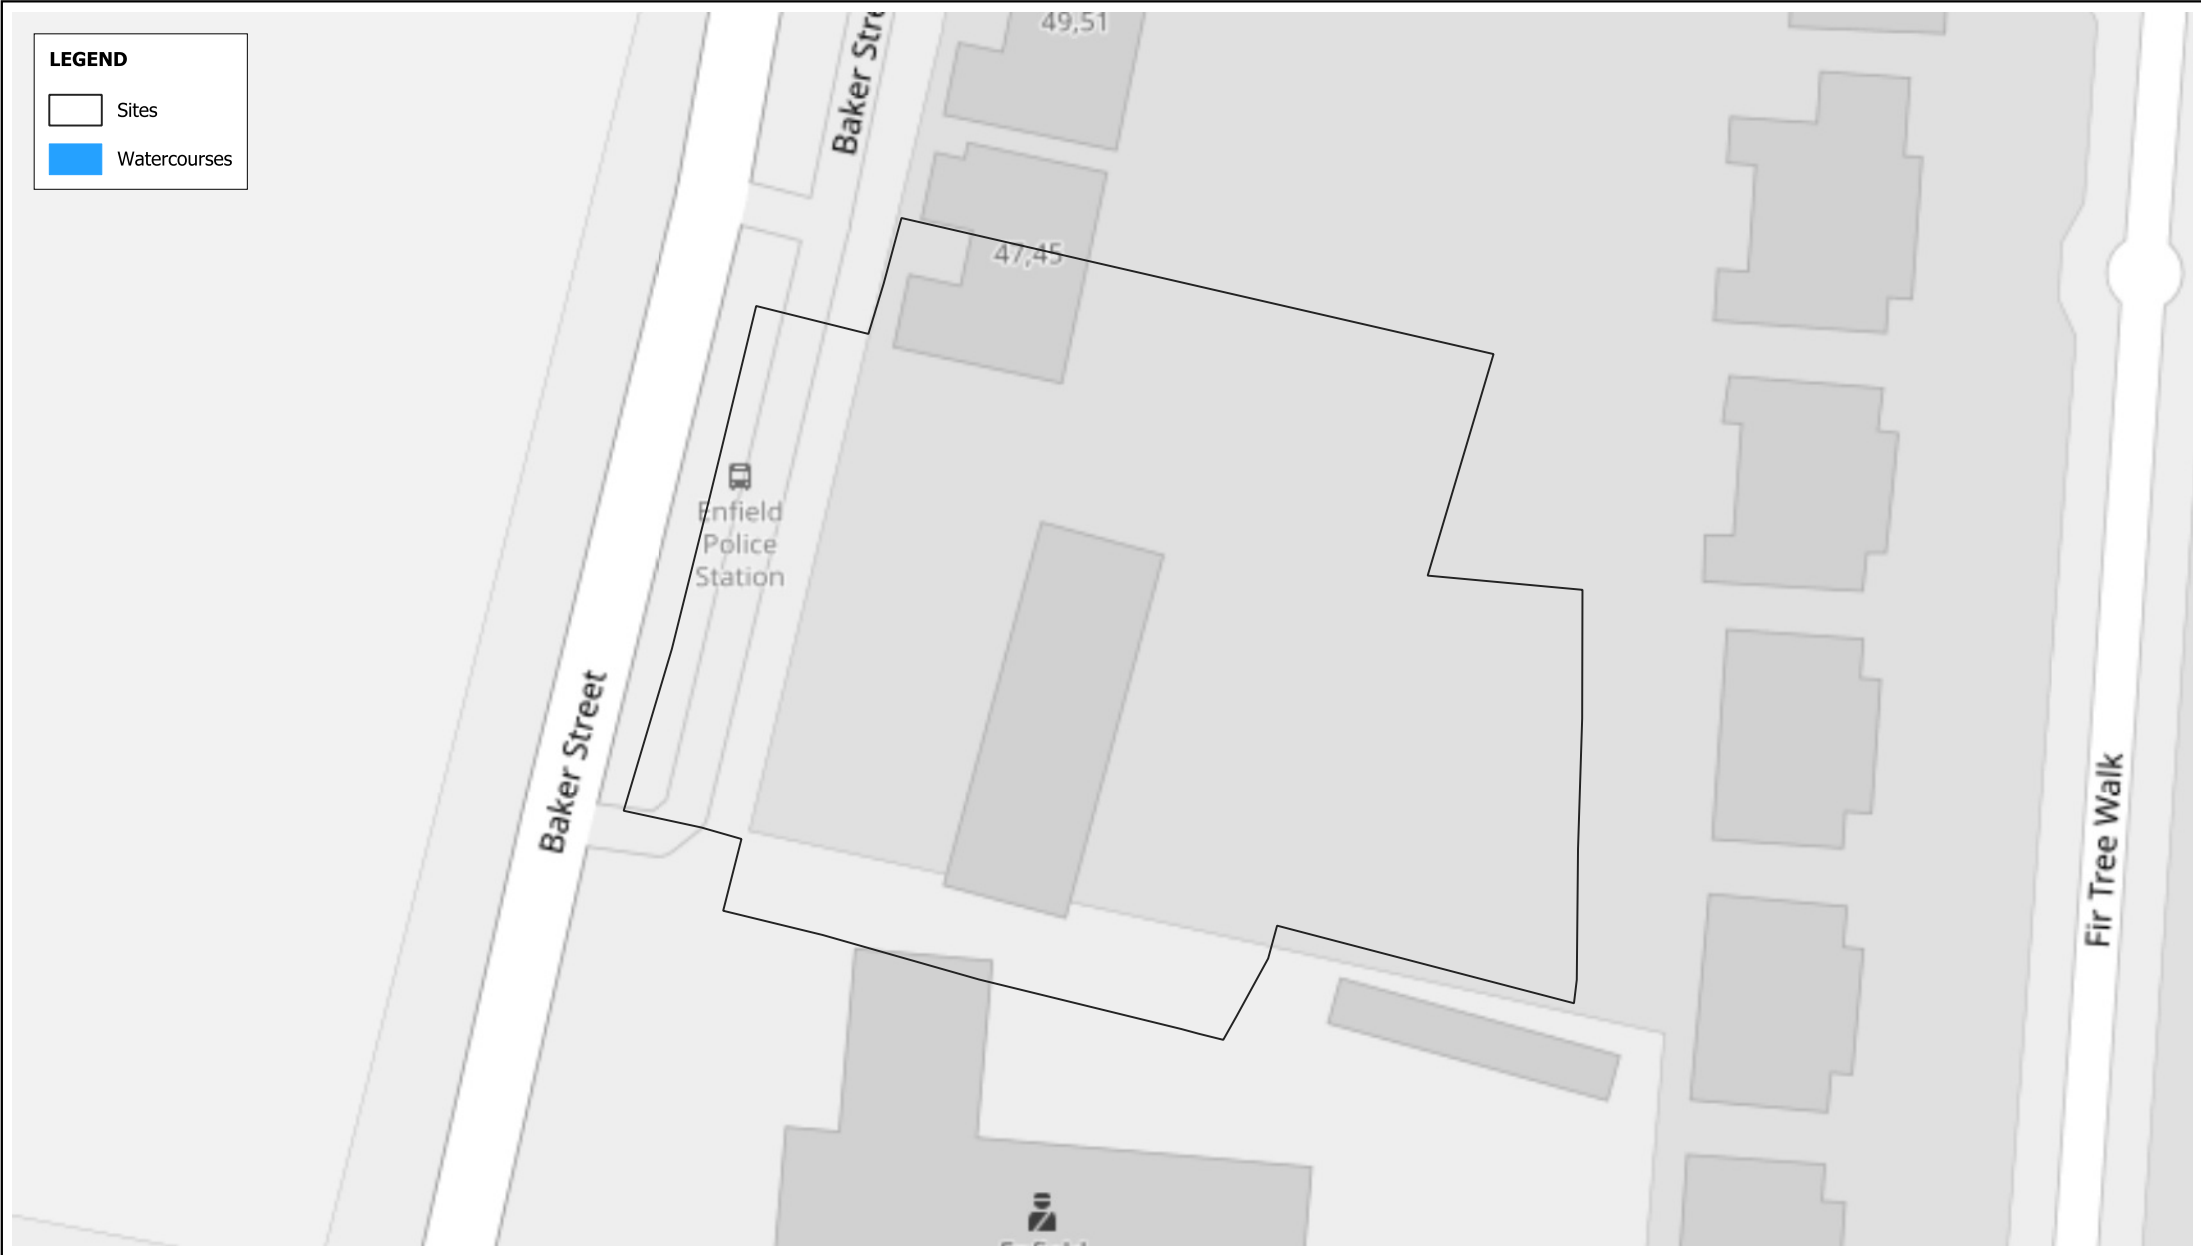 LEGEND
Sites
Watercourses
49,51
Baker Stre
47,45
Enfield
Police
Station
Baker Street
Fir Tree Walk